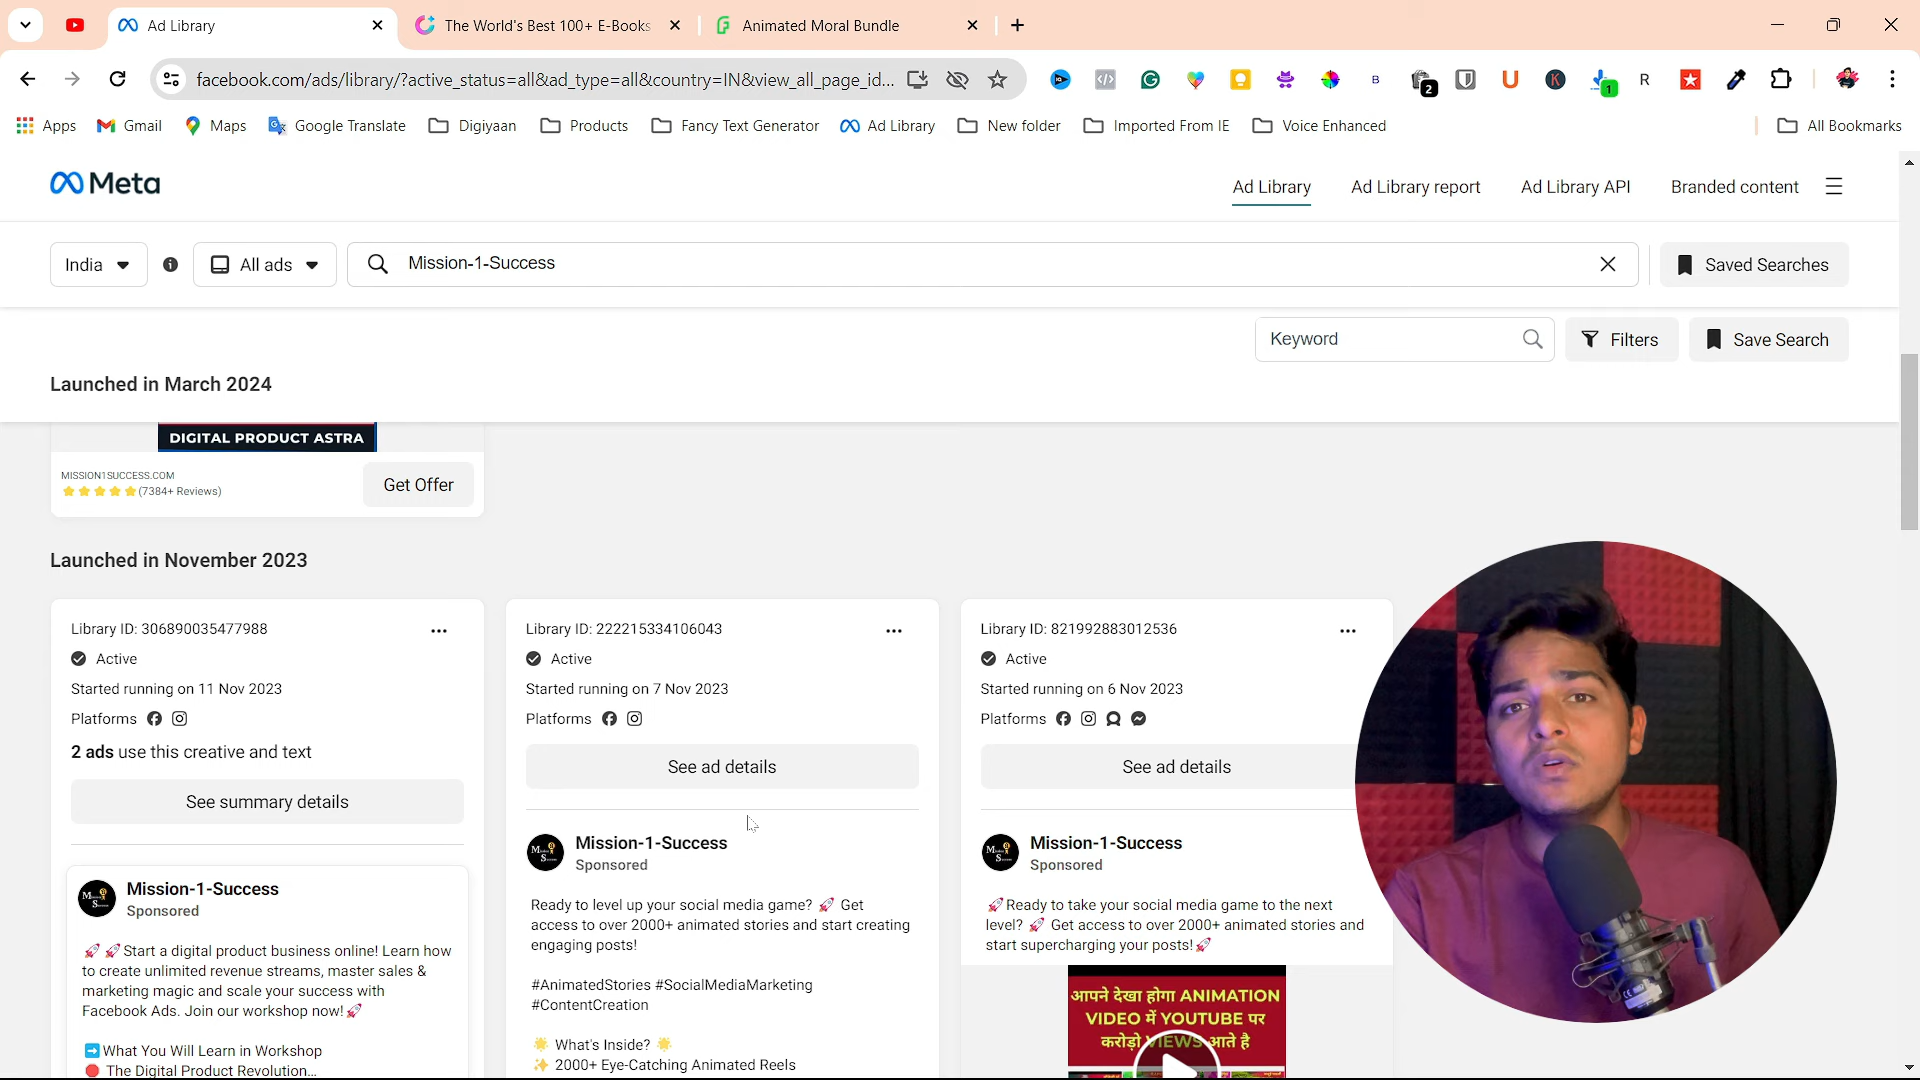 Ad Library
The World's Best 100+ E-Books
Animated Moral Bundle
facebook.com/ads/library/?active_status=all&ad_type=all&country=IN&view_all_page_id...
B
2
U
K
1
R
Apps
Gmail
Maps
Google Translate
Digiyaan
Products
Fancy Text Generator
Ad Library
New folder
Imported From IE
Voice Enhanced
All Bookmarks
Meta
Ad Library
Ad Library report
Ad Library API
Branded content
India
All ads
Mission-1-Success
Saved Searches
Keyword
Filters
Save Search
Launched in March 2024
DIGITAL PRODUCT ASTRA
MISSION1SUCCESS.COM
⭐⭐⭐⭐⭐(7384+ Reviews)
Get Offer
Launched in November 2023
Library ID: 306890035477988
Active
Started running on 11 Nov 2023
Platforms
2 ads use this creative and text
See summary details
Mission-1-Success
Sponsored
🚀 🚀Start a digital product business online! Learn how
to create unlimited revenue streams, master sales &
marketing magic and scale your success with
Facebook Ads. Join our workshop now!🚀
➡️What You Will Learn in Workshop
🔴 The Digital Product Revolution...
Library ID: 222215334106043
Active
Started running on 7 Nov 2023
Platforms
See ad details
Mission-1-Success
Sponsored
Ready to level up your social media game? 🚀 Get
access to over 2000+ animated stories and start creating
engaging posts!
#AnimatedStories #SocialMediaMarketing
#ContentCreation
🌟 What's Inside? 🌟
✨ 2000+ Eye-Catching Animated Reels
Library ID: 821992883012536
Active
Started running on 6 Nov 2023
Platforms
See ad details
Mission-1-Success
Sponsored
🚀Ready to take your social media game to the next
level? 🚀 Get access to over 2000+ animated stories and
start supercharging your posts!🚀
आपने देखा होगा ANIMATION
VIDEO में YOUTUBE पर
करोड़ो VIEWS आते है